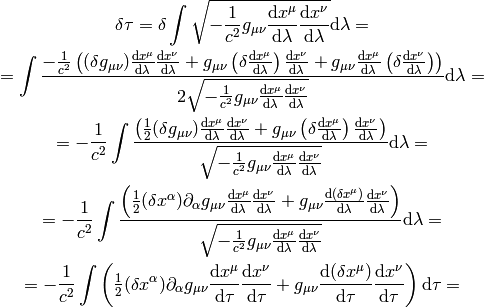 $\delta\tau = \delta \int \sqrt{-\frac{1}{c^2} g_{\mu\nu} \frac{\mathrm{d}x^\mu}{\mathrm{d}\lambda} \frac{\mathrm{d}x^\nu}{\mathrm{d}\lambda}} \mathrm{d}\lambda =$
$= \int \frac{-\frac{1}{c^2} \left( (\delta g_{\mu\nu}) \frac{\mathrm{d}x^\mu}{\mathrm{d}\lambda} \frac{\mathrm{d}x^\nu}{\mathrm{d}\lambda} + g_{\mu\nu} \left( \delta \frac{\mathrm{d}x^\mu}{\mathrm{d}\lambda} \right) \frac{\mathrm{d}x^\nu}{\mathrm{d}\lambda} + g_{\mu\nu} \frac{\mathrm{d}x^\mu}{\mathrm{d}\lambda} \left( \delta \frac{\mathrm{d}x^\nu}{\mathrm{d}\lambda} \right) \right)}{2 \sqrt{-\frac{1}{c^2} g_{\mu\nu} \frac{\mathrm{d}x^\mu}{\mathrm{d}\lambda} \frac{\mathrm{d}x^\nu}{\mathrm{d}\lambda}}} \mathrm{d}\lambda =$
$= -\frac{1}{c^2} \int \frac{\left( \frac{1}{2} (\delta g_{\mu\nu}) \frac{\mathrm{d}x^\mu}{\mathrm{d}\lambda} \frac{\mathrm{d}x^\nu}{\mathrm{d}\lambda} + g_{\mu\nu} \left( \delta \frac{\mathrm{d}x^\mu}{\mathrm{d}\lambda} \right) \frac{\mathrm{d}x^\nu}{\mathrm{d}\lambda} \right)}{\sqrt{-\frac{1}{c^2} g_{\mu\nu} \frac{\mathrm{d}x^\mu}{\mathrm{d}\lambda} \frac{\mathrm{d}x^\nu}{\mathrm{d}\lambda}}} \mathrm{d}\lambda =$
$= -\frac{1}{c^2} \int \frac{\left( \frac{1}{2} (\delta x^\alpha) \partial_\alpha g_{\mu\nu} \frac{\mathrm{d}x^\mu}{\mathrm{d}\lambda} \frac{\mathrm{d}x^\nu}{\mathrm{d}\lambda} + g_{\mu\nu} \frac{\mathrm{d}(\delta x^\mu)}{\mathrm{d}\lambda} \frac{\mathrm{d}x^\nu}{\mathrm{d}\lambda} \right)}{\sqrt{-\frac{1}{c^2} g_{\mu\nu} \frac{\mathrm{d}x^\mu}{\mathrm{d}\lambda} \frac{\mathrm{d}x^\nu}{\mathrm{d}\lambda}}} \mathrm{d}\lambda =$
$= -\frac{1}{c^2} \int \left( \frac{1}{2} (\delta x^\alpha) \partial_\alpha g_{\mu\nu} \frac{\mathrm{d}x^\mu}{\mathrm{d}\tau} \frac{\mathrm{d}x^\nu}{\mathrm{d}\tau} + g_{\mu\nu} \frac{\mathrm{d}(\delta x^\mu)}{\mathrm{d}\tau} \frac{\mathrm{d}x^\nu}{\mathrm{d}\tau} \right) \mathrm{d}\tau =$